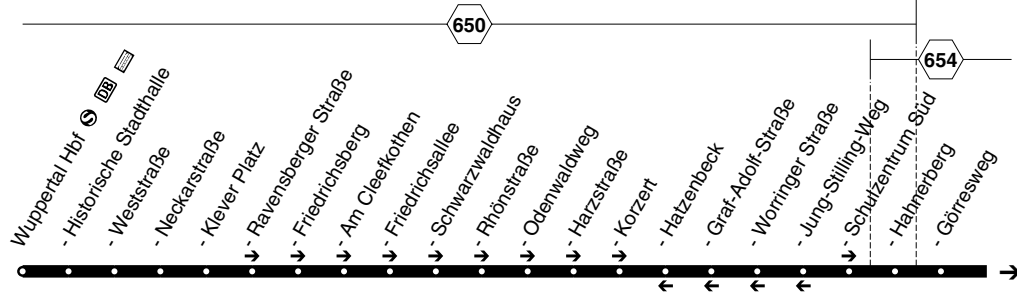 650
654
Wuppertal Hbf S DB
- Historische Stadthalle
- Weststraße
- Neckarstraße
- Klever Platz
- Ravensberger Straße
- Friedrichsberg
- Am Cleefkothen
- Friedrichsallee
- Schwarzwaldhaus
- Rhönstraße
- Odenwaldweg
- Harzstraße
- Korzert
- Hatzenbeck
- Graf-Adolf-Straße
- Worringer Straße
- Jung-Stilling-Weg
- Schulzentrum Süd
- Hahnerberg
- Görresweg